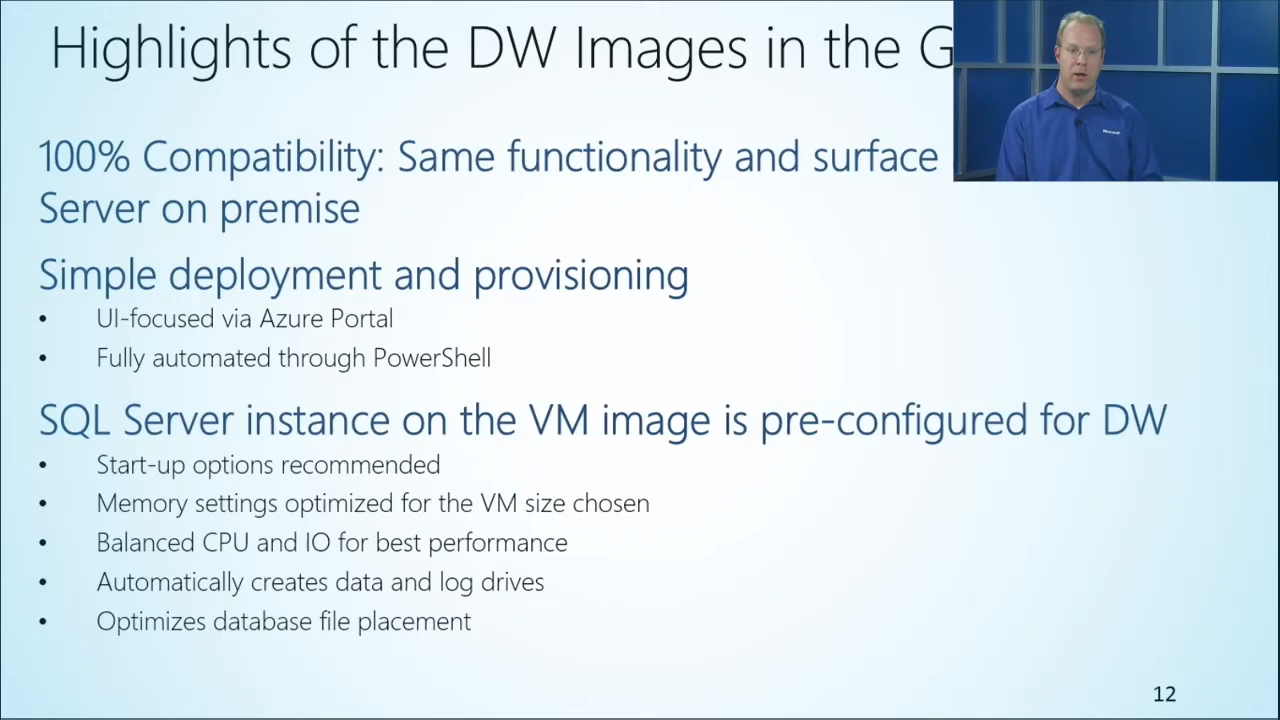 Highlights of the DW Images in the G
100% Compatibility: Same functionality and surface
Server on premise
Simple deployment and provisioning
• UI-focused via Azure Portal
• Fully automated through PowerShell
SQL Server instance on the VM image is pre-configured for DW
• Start-up options recommended
• Memory settings optimized for the VM size chosen
• Balanced CPU and IO for best performance
• Automatically creates data and log drives
• Optimizes database file placement
12